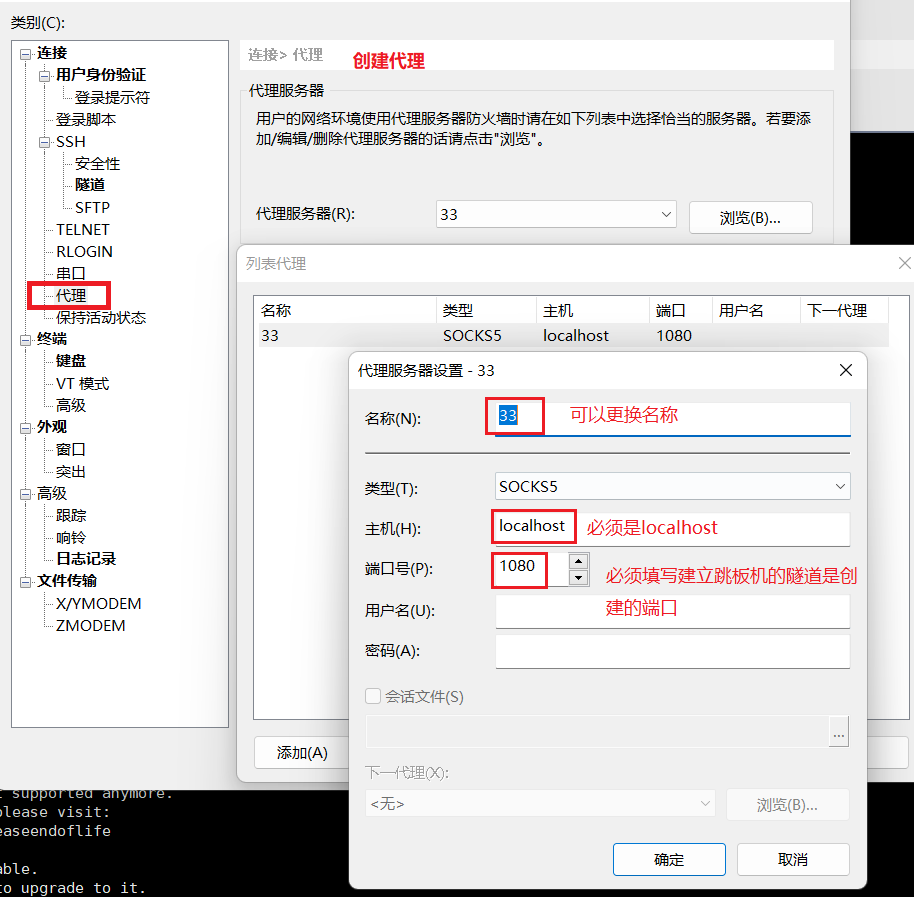 类别(C):
连接
用户身份验证
登录提示符
登录脚本
SSH
安全性
隧道
SFTP
TELNET
RLOGIN
串口
代理
保持活动状态
终端
键盘
VT 模式
高级
外观
窗口
突出
高级
跟踪
响铃
日志记录
文件传输
X/YMODEM
ZMODEM
连接> 代理
创建代理
代理服务器
用户的网络环境使用代理服务器防火墙时请在如下列表中选择恰当的服务器。若要添
加/编辑/删除代理服务器的话请点击"浏览"。
代理服务器(R):
33
浏览(B)...
列表代理
名称 类型 主机 端口 用户名 下一代理
33 SOCKS5 localhost 1080
添加(A)
代理服务器设置 - 33
名称(N): 33 可以更换名称
类型(T): SOCKS5
主机(H): localhost 必须是localhost
端口号(P): 1080 必须填写建立跳板机的隧道是创
建的端口
用户名(U):
密码(A):
会话文件(S)
...
下一代理(X):
<无> 浏览(B)...
确定 取消
t supported anymore.
please visit:
easeendoflife
able.
to upgrade to it.